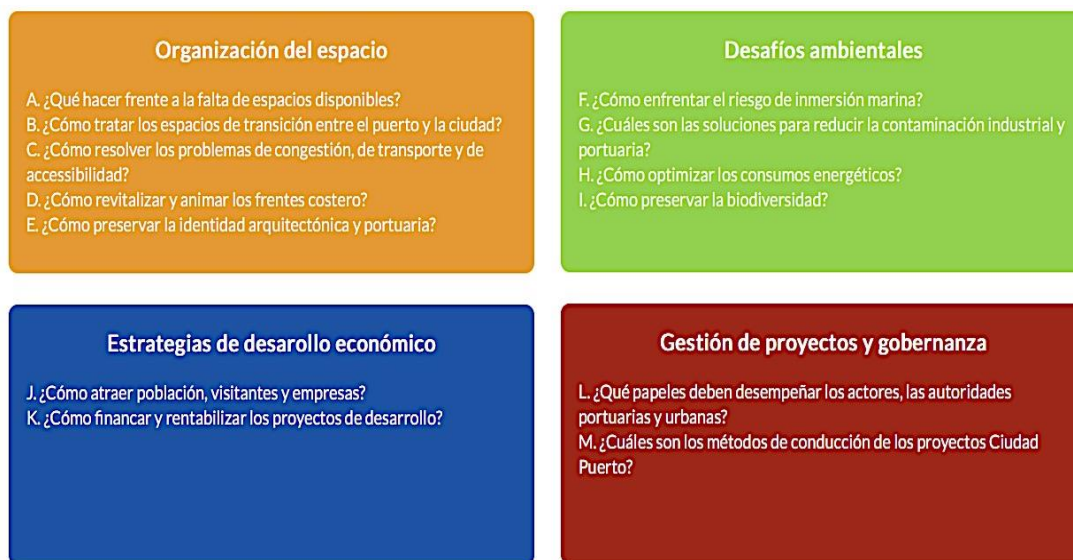 Organización del espacio
A. ¿Qué hacer frente a la falta de espacios disponibles?
B. ¿Cómo tratar los espacios de transición entre el puerto y la ciudad?
C. ¿Cómo resolver los problemas de congestión, de transporte y de
accessibilidad?
D. ¿Cómo revitalizar y animar los frentes costero?
E. ¿Cómo preservar la identidad arquitectónica y portuaria?
Desafíos ambientales
F. ¿Cómo enfrentar el riesgo de inmersión marina?
G. ¿Cuáles son las soluciones para reducir la contaminación industrial y
portuaria?
H. ¿Cómo optimizar los consumos energéticos?
I. ¿Cómo preservar la biodiversidad?
Estrategias de desarollo económico
J. ¿Cómo atraer población, visitantes y empresas?
K. ¿Cómo financar y rentabilizar los proyectos de desarrollo?
Gestión de proyectos y gobernanza
L. ¿Qué papeles deben desempeñar los actores, las autoridades
portuarias y urbanas?
M. ¿Cuáles son los métodos de conducción de los proyectos Ciudad
Puerto?